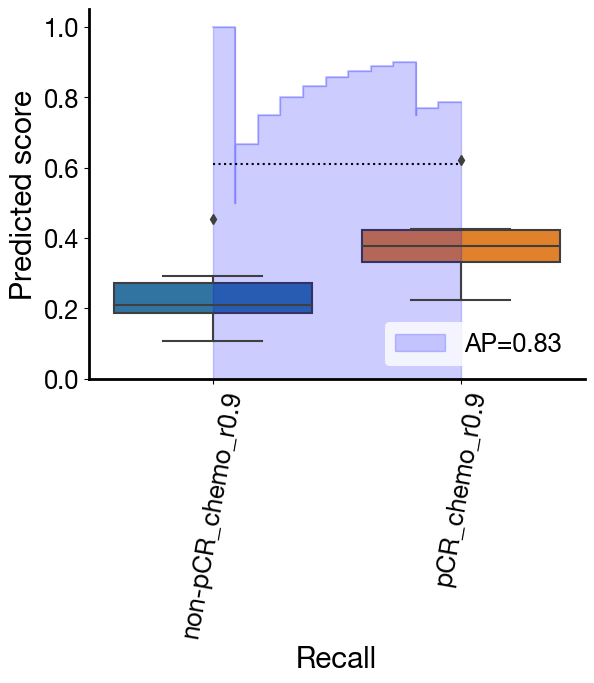 Predicted score
1.0
0.8
0.6
0.4
0.2
0.0
AP=0.83
non-pCR_chemo_r0.9
pCR_chemo_r0.9
Recall